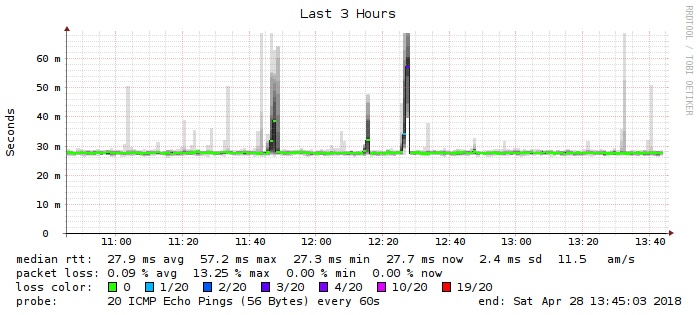 Last 3 Hours
RRDTOOL / TOBI OETIKER
Seconds
60 m
50 m
40 m
30 m
20 m
10 m
0
11:00 11:20 11:40 12:00 12:20 12:40 13:00 13:20 13:40
median rtt: 27.9 ms avg 57.2 ms max 27.3 ms min 27.7 ms now 2.4 ms sd 11.5 am/s
packet loss: 0.09 % avg 13.25 % max 0.00 % min 0.00 % now
loss color: 0 1/20 2/20 3/20 4/20 10/20 19/20
probe: 20 ICMP Echo Pings (56 Bytes) every 60s end: Sat Apr 28 13:45:03 2018